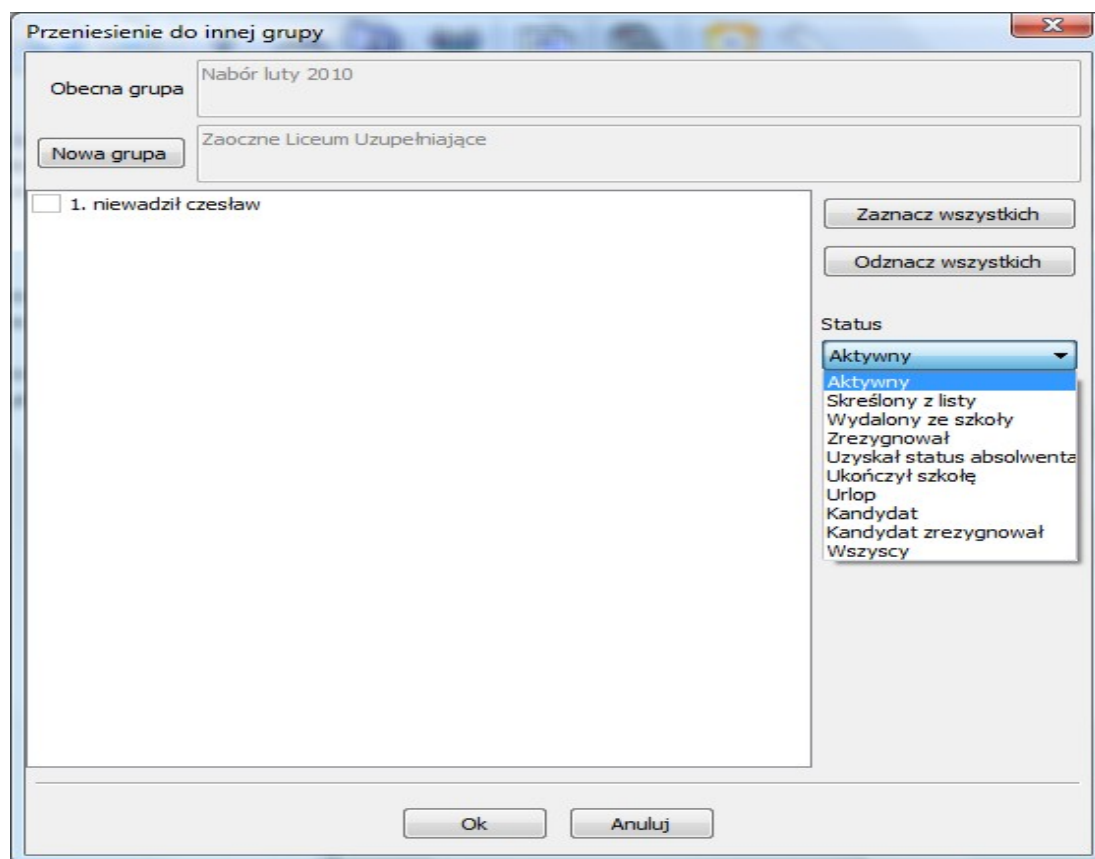 Przeniesienie do innej grupy
Obecna grupa
Nabór luty 2010
Nowa grupa
Zaoczne Liceum Uzupełniające
1. niewadził czesław
Zaznacz wszystkich
Odznacz wszystkich
Status
Aktywny
Aktywny
Skreślony z listy
Wydalony ze szkoły
Zrezygnował
Uzyskał status absolwenta
Ukończył szkołę
Urlop
Kandydat
Kandydat zrezygnował
Wszyscy
Ok
Anuluj